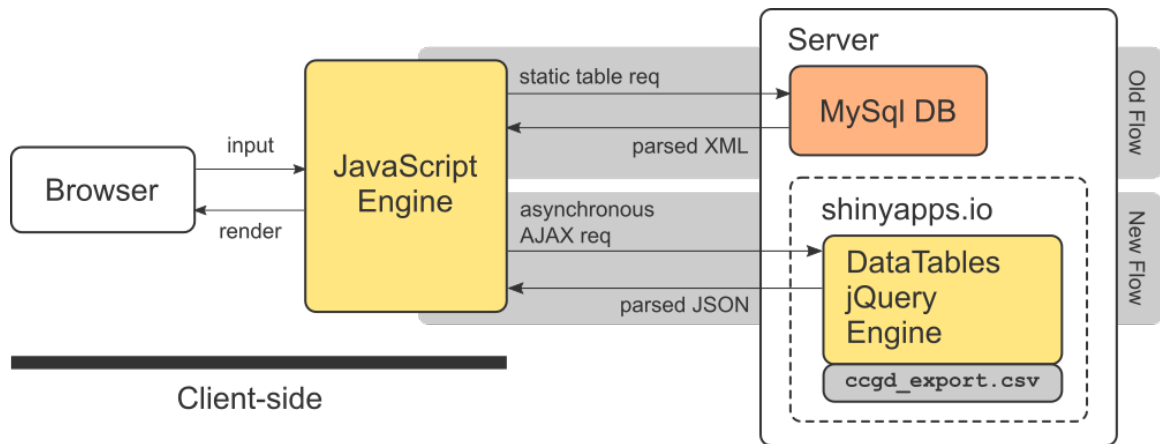 Server
static table req
MySql DB
Old Flow
parsed XML
input
JavaScript
Engine
Browser
render
shinyapps.io
asynchronous
AJAX req
New Flow
DataTables
jQuery
Engine
parsed JSON
ccgd_export.csv
Client-side